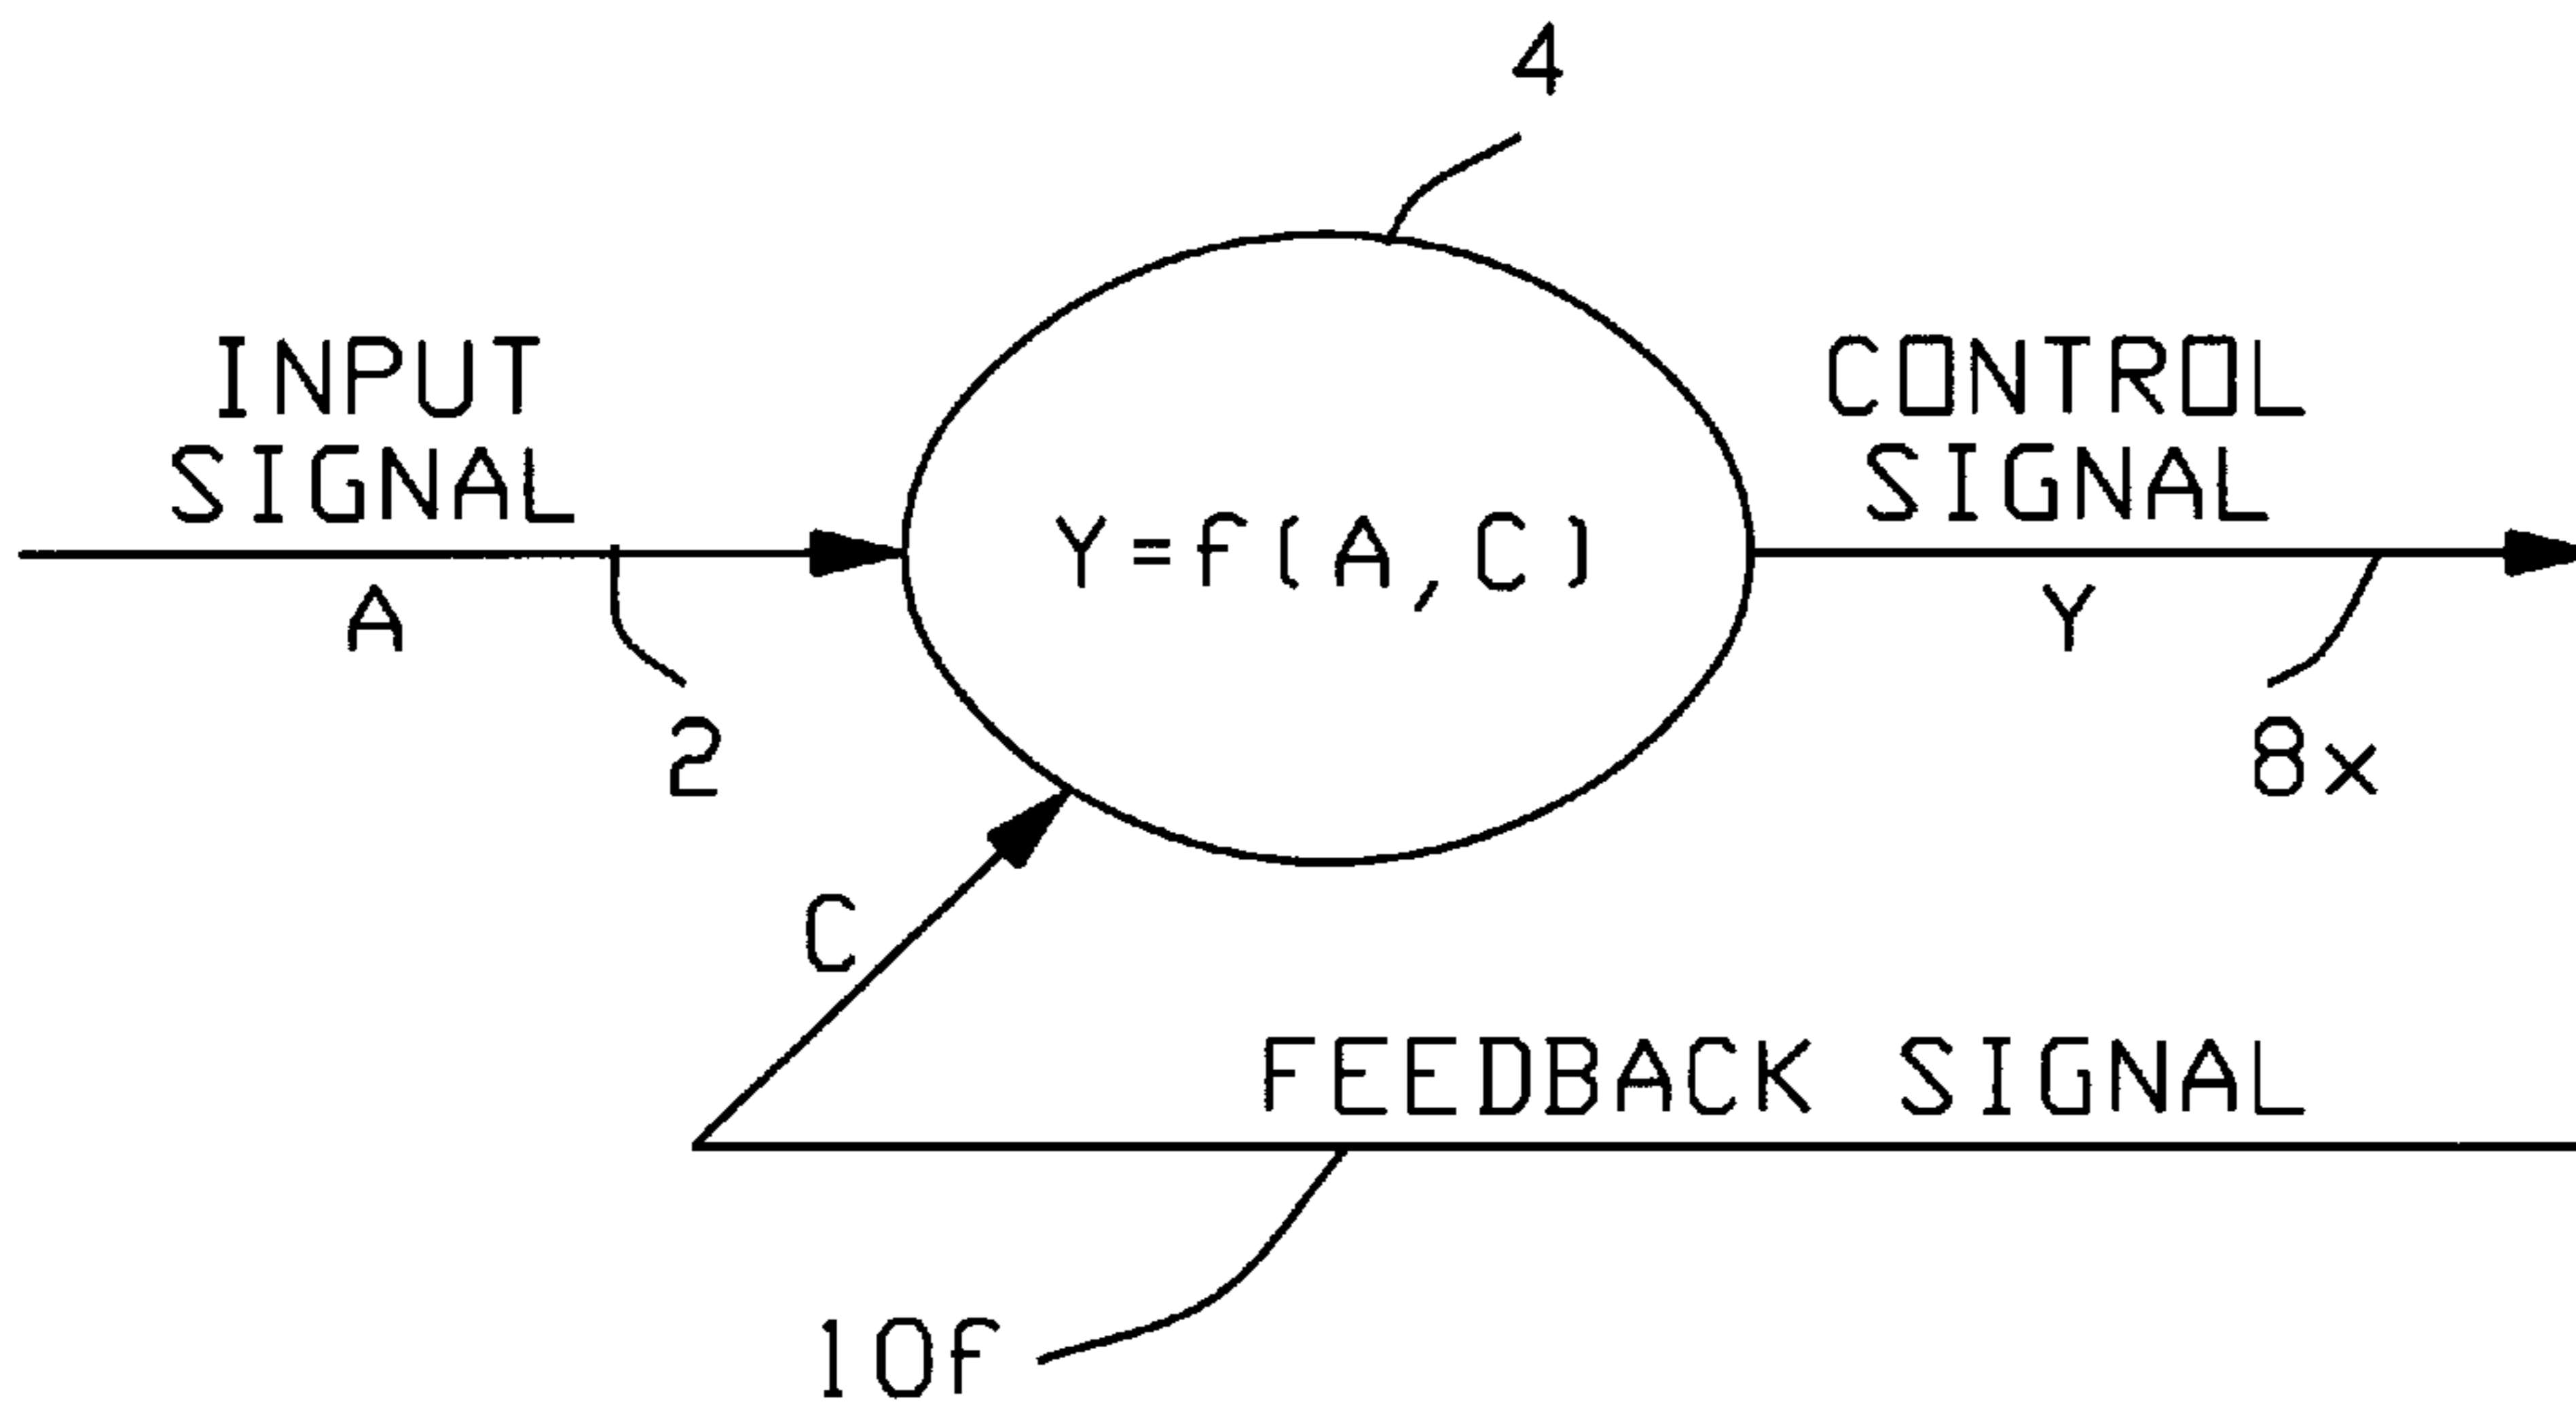 4
INPUT
SIGNAL
CONTROL
SIGNAL
Y=f(A,C)
A
Y
2
8x
C
FEEDBACK SIGNAL
10f